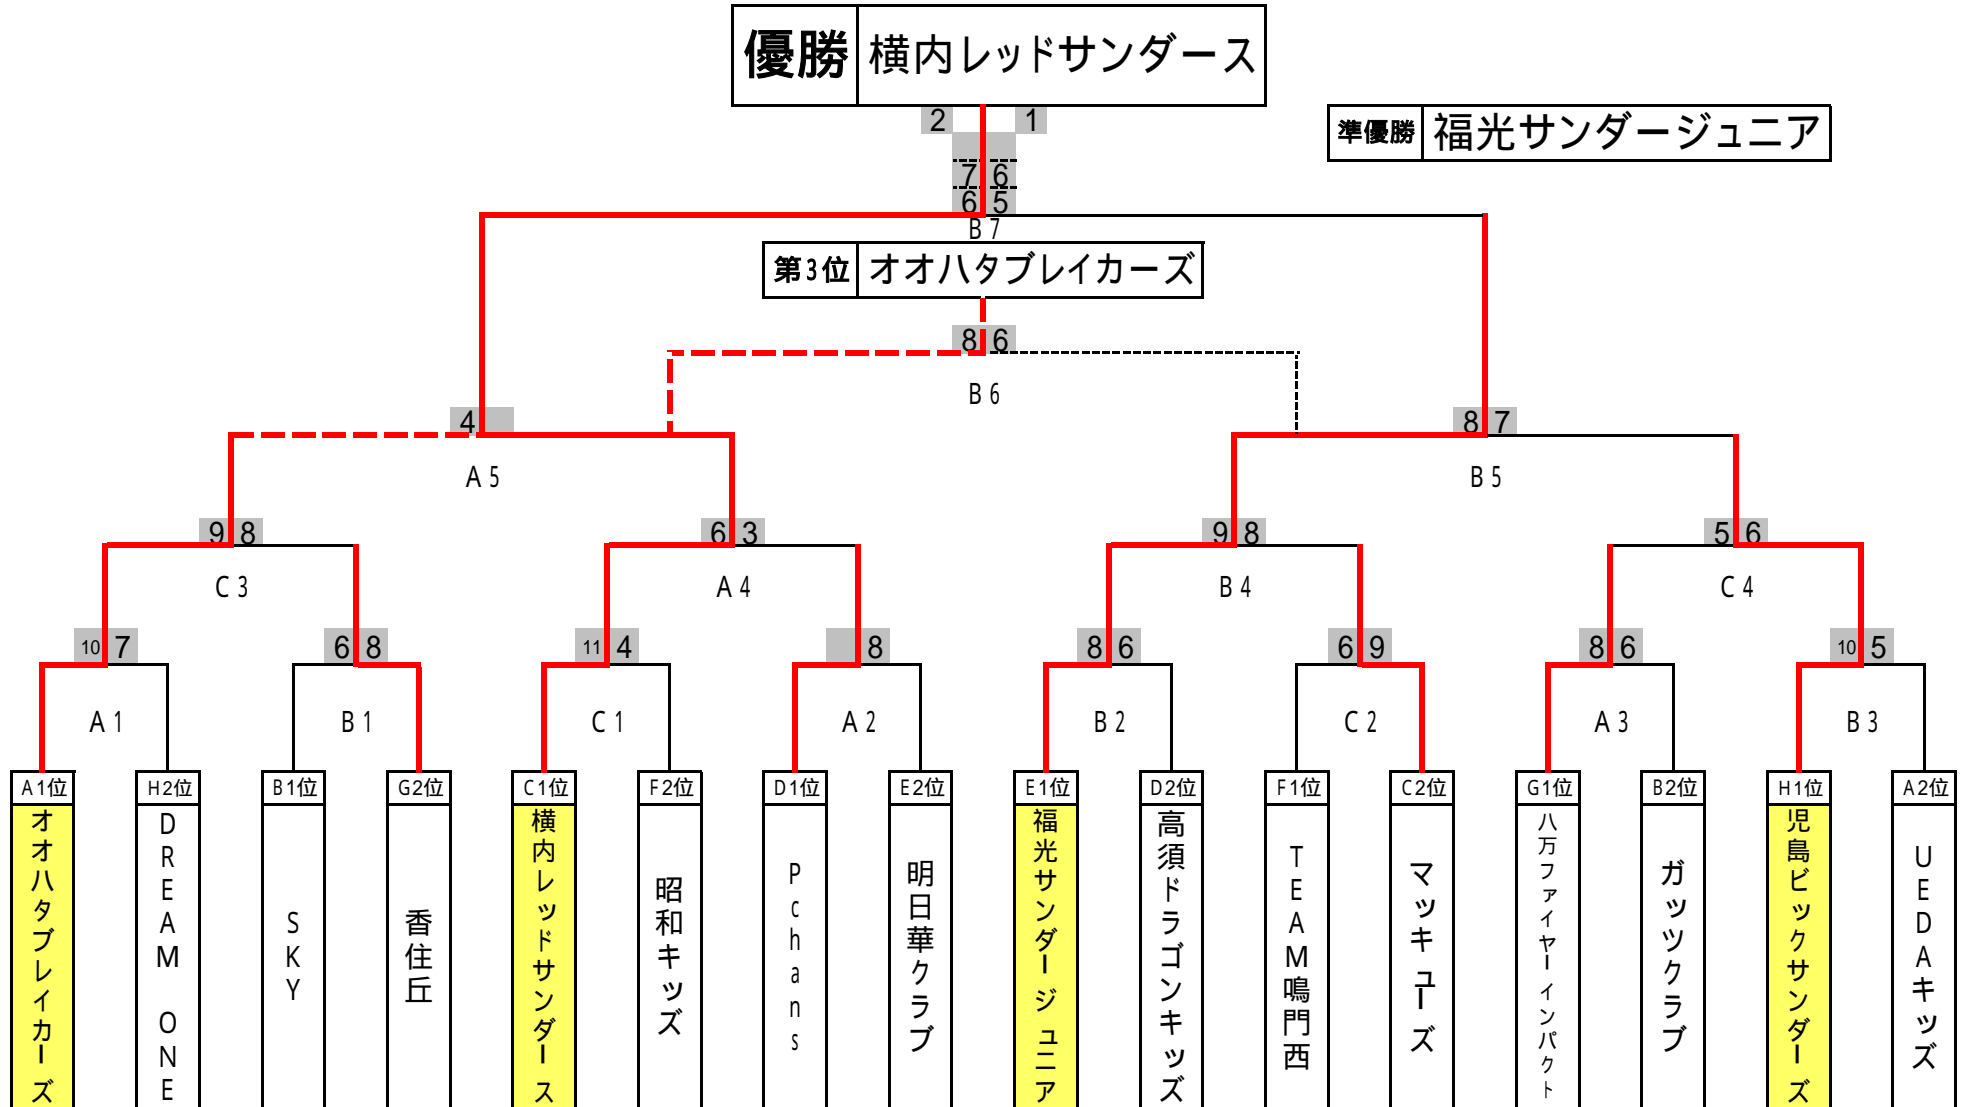 優勝 横内レッドサンダース
2 1
準優勝 福光サンダージュニア
7 6
6 5
B7
第3位 オオハタブレイカーズ
8 6
B6
4
8 7
A5
B5
9 8
6 3
9 8
5 6
C3
A4
B4
C4
10 7
6 8
11 4
8
8 6
6 9
8 6
10 5
A1
B1
C1
A2
B2
C2
A3
B3
A1位
H2位
B1位
G2位
C1位
F2位
D1位
E2位
E1位
D2位
F1位
C2位
G1位
B2位
H1位
A2位
オオハタブレイカーズ
DREAM ONE
SKY
香住丘
横内レッドサンダース
昭和キッズ
Pchans
明日華クラブ
福光サンダージュニア
高須ドラゴンキッズ
TEAM鳴門西
マッキューズ
八万ファイヤーインパクト
ガッツクラブ
児島ビックサンダーズ
UEDAキッズ